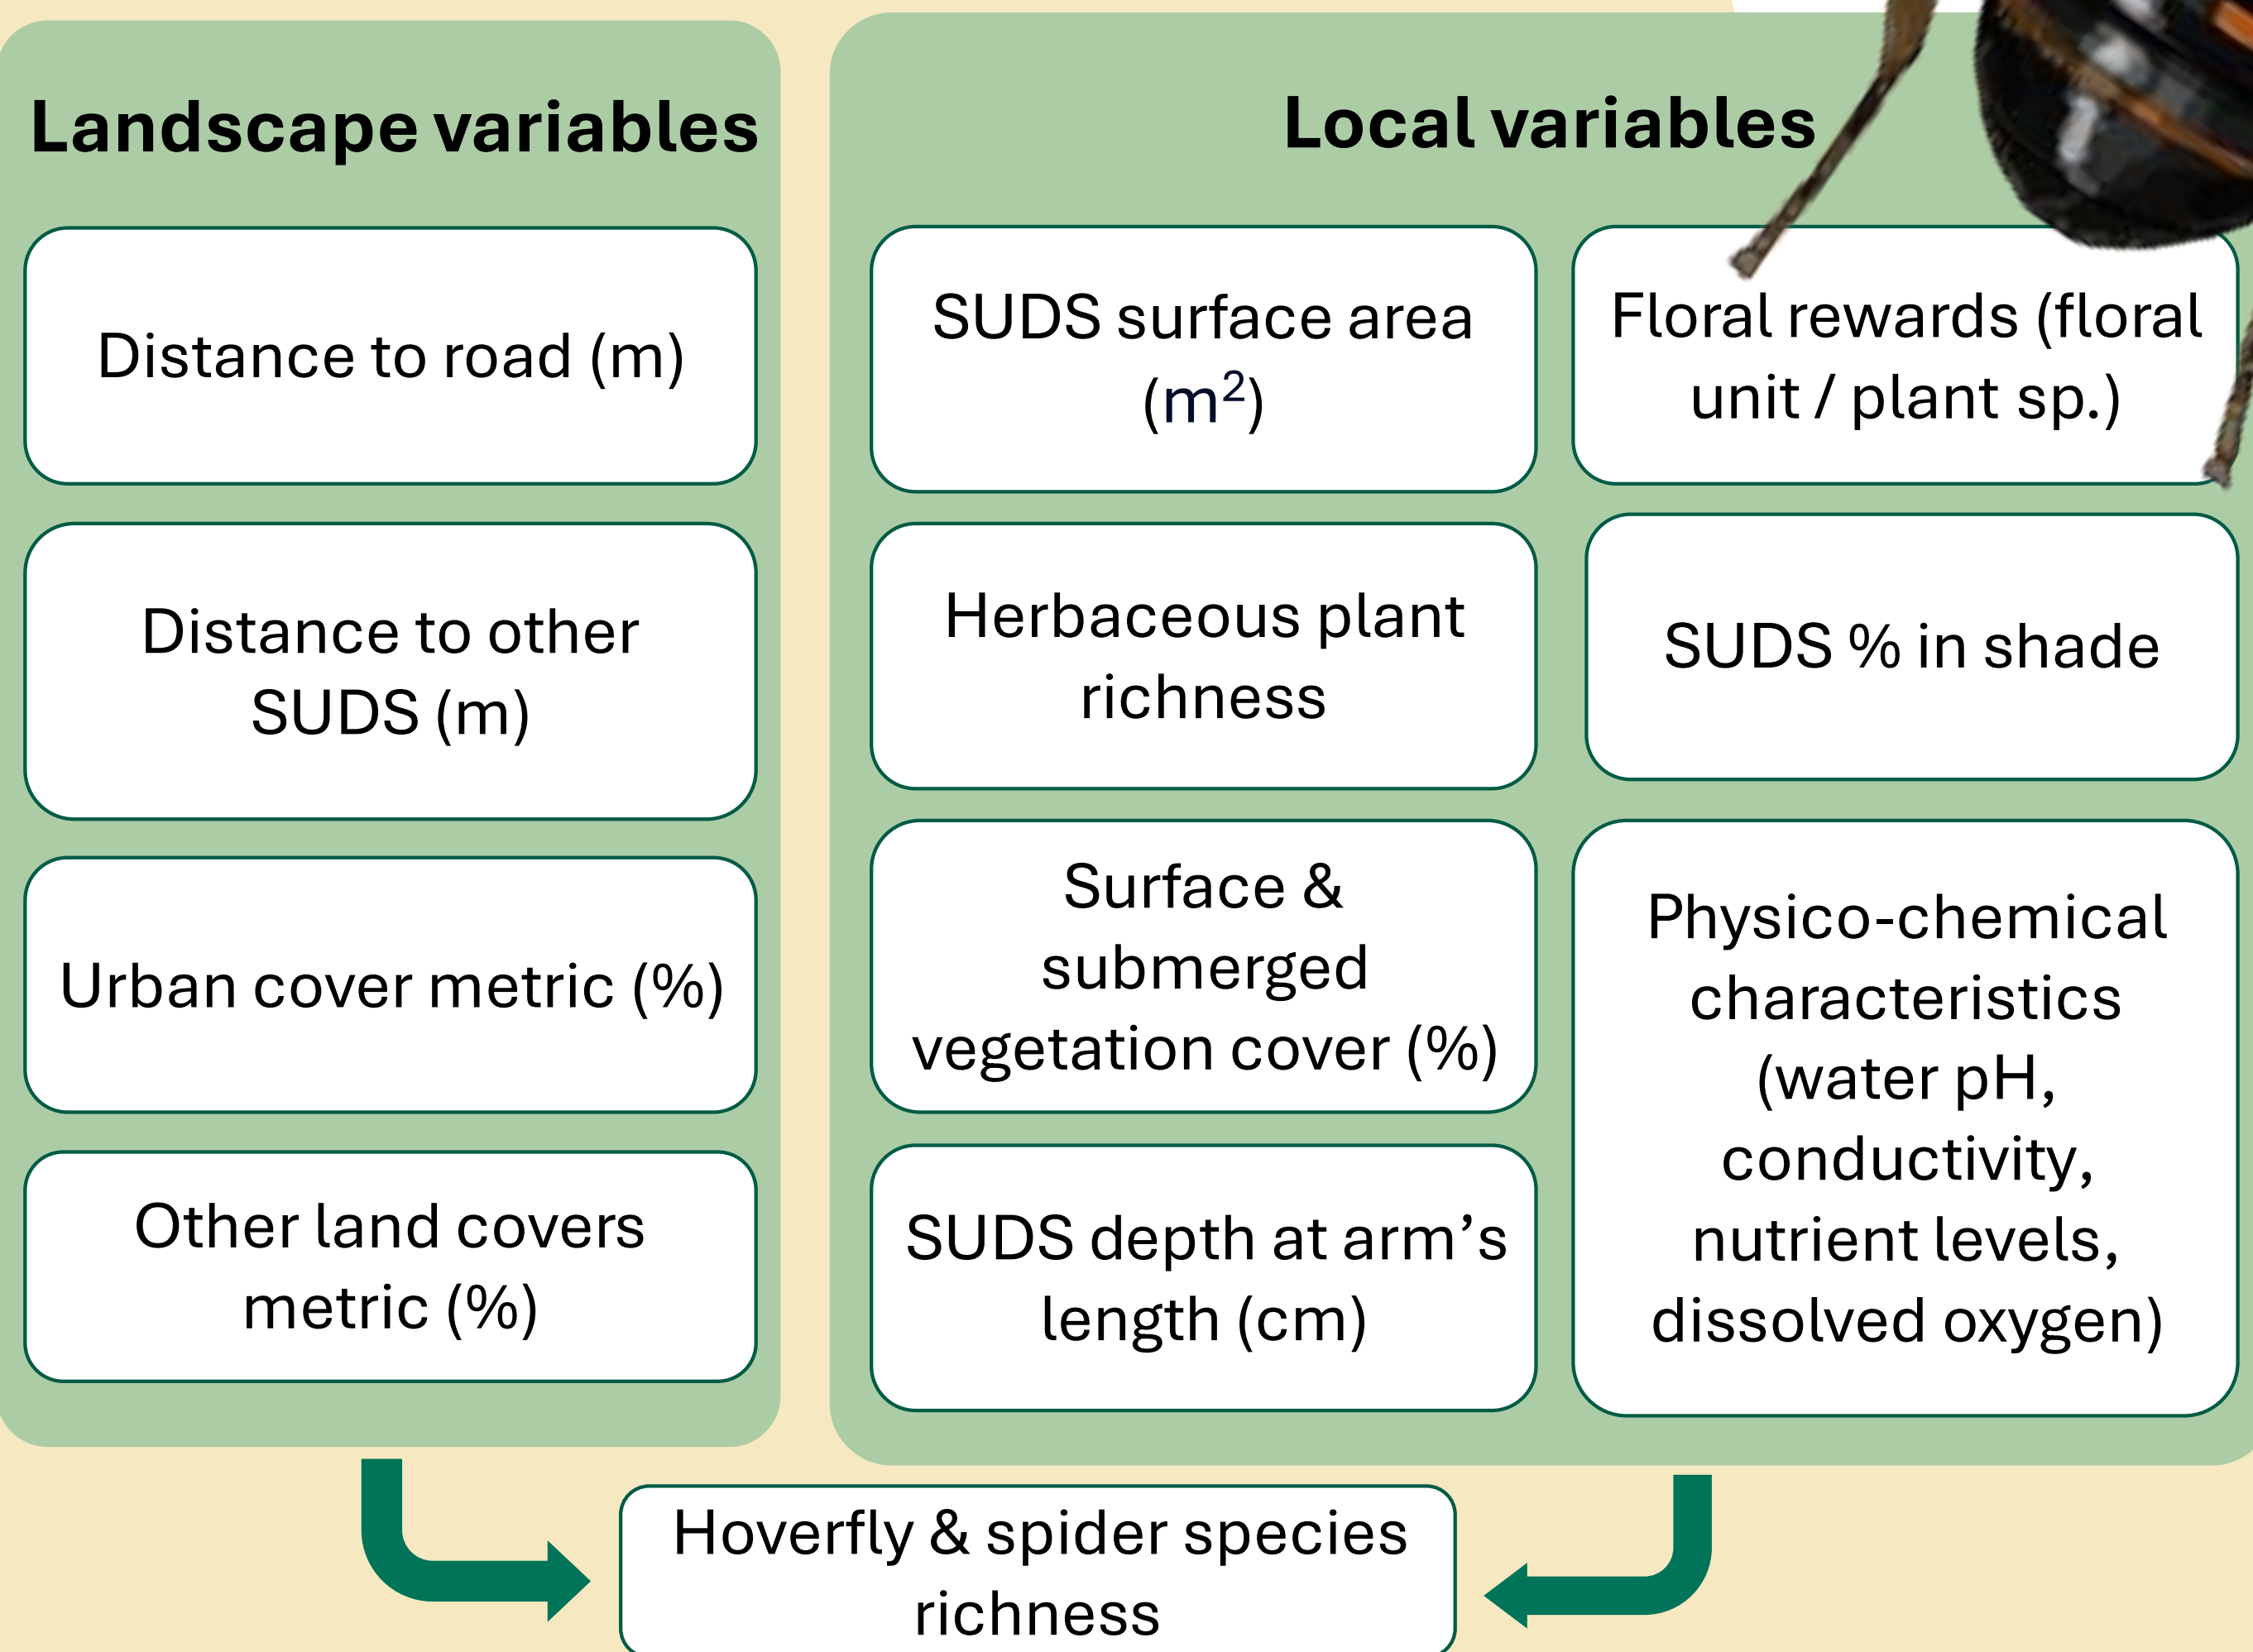 Landscape variables
Distance to road (m)
Distance to other
SUDS (m)
Urban cover metric (%)
Other land covers
metric (%)
Local variables
SUDS surface area
(m²)
Herbaceous plant
richness
Surface &
submerged
vegetation cover (%)
SUDS depth at arm’s
length (cm)
Floral rewards (floral
unit / plant sp.)
SUDS % in shade
Physico-chemical
characteristics
(water pH,
conductivity,
nutrient levels,
dissolved oxygen)
Hoverfly & spider species
richness